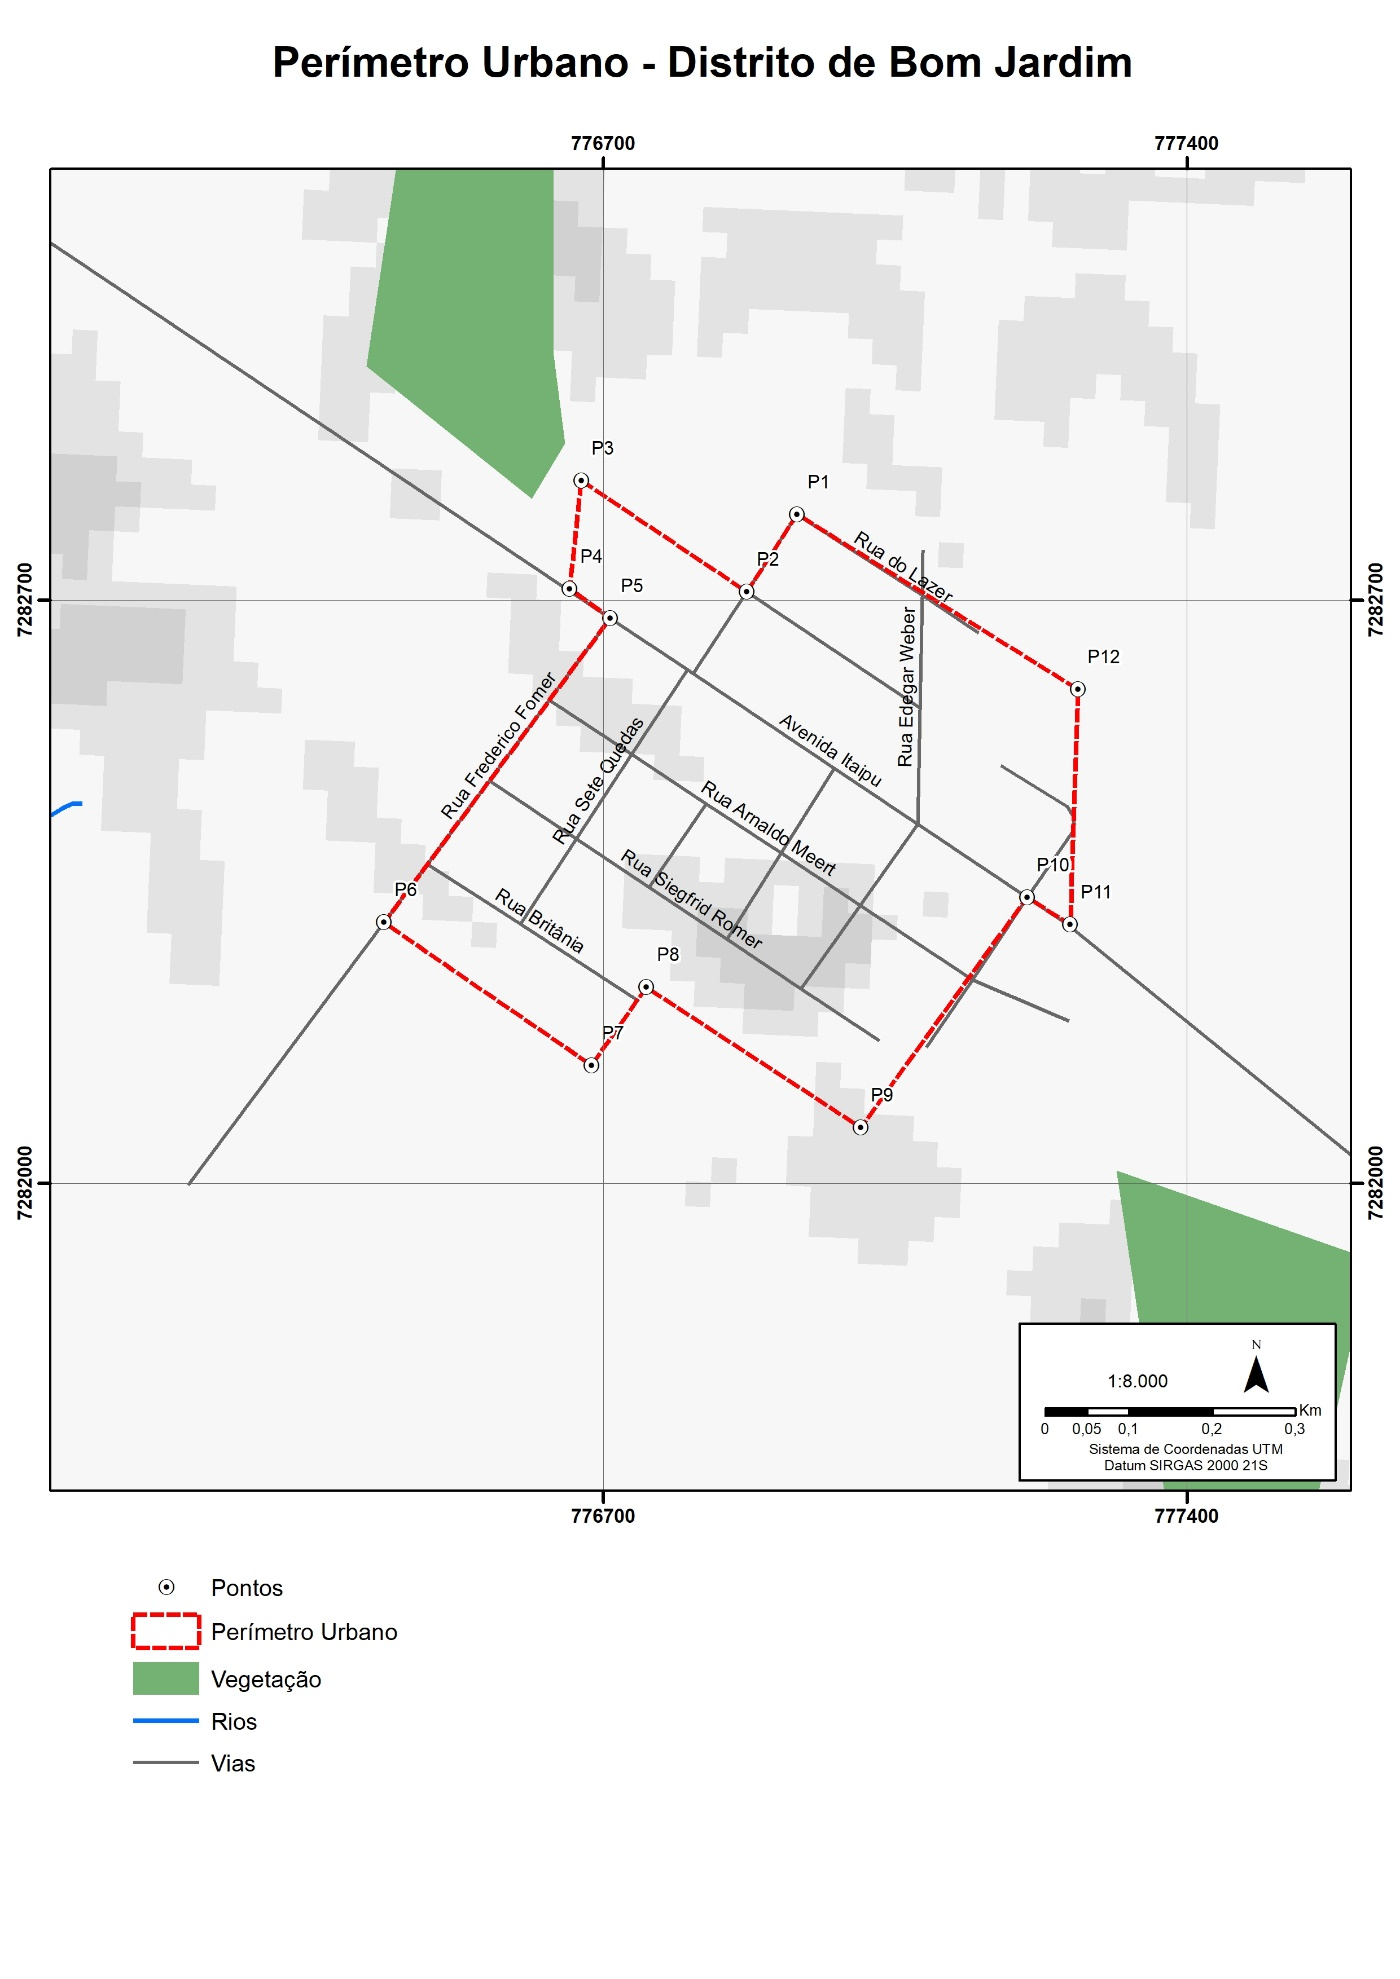 Perímetro Urbano - Distrito de Bom Jardim
776700
777400
P3
P1
Rua do Lazer
P4
P2
P5
7282700
7282700
Rua Edegar Weber
P12
Rua Frederico Fomer
Rua Sete Quedas
Avenida Itaipu
Rua Arnaldo Meert
Rua Siegfrid Romer
P10
P6
P11
Rua Britânia
P8
P7
P9
7282000
7282000
N
1:8.000
Km
0 0,05 0,1 0,2 0,3
Sistema de Coordenadas UTM
Datum SIRGAS 2000 21S
776700
777400
Pontos
Perímetro Urbano
Vegetação
Rios
Vias